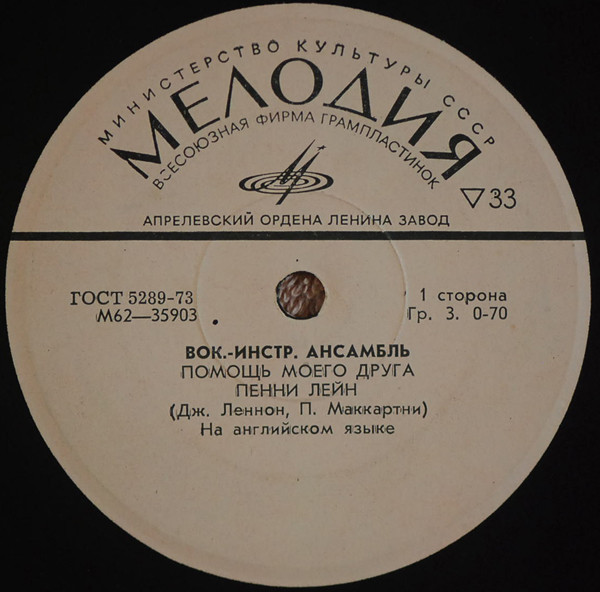 МИНИСТЕРСТВО КУЛЬТУРЫ СССР
МЕЛОДИЯ
ВСЕСОЮЗНАЯ ФИРМА ГРАМПЛАСТИНОК
▽33
АПРЕЛЕВСКИЙ ОРДЕНА ЛЕНИНА ЗАВОД
ГОСТ 5289-73
М62—35903
1 сторона
Гр. 3. 0-70
ВОК.-ИНСТР. АНСАМБЛЬ
ПОМОЩЬ МОЕГО ДРУГА
ПЕННИ ЛЕЙН
(Дж. Леннон, П. Маккартни)
На английском языке